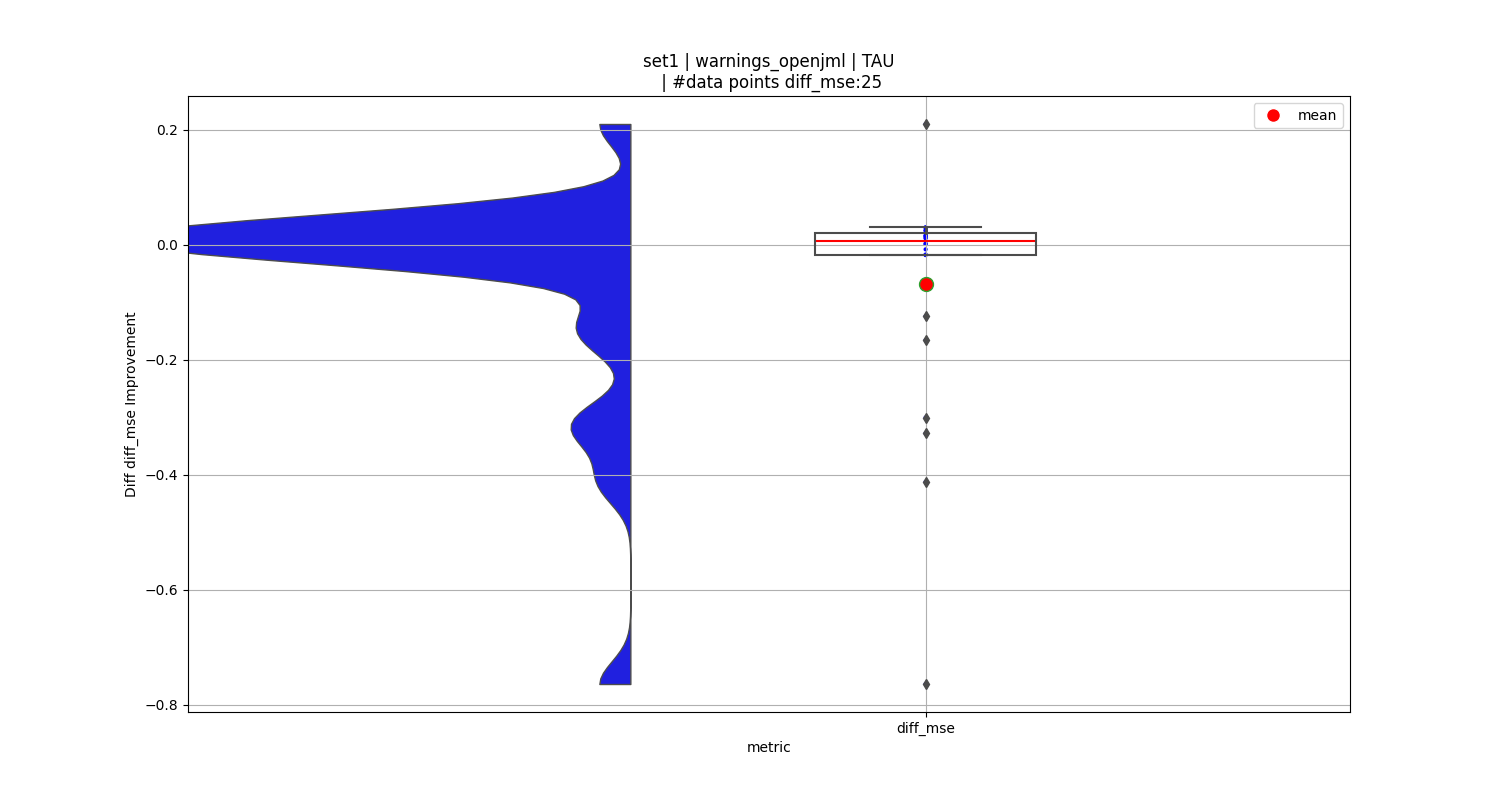 set1 | warnings_openjml | TAU
| #data points diff_mse:25
mean
0.2
0.0
−0.2
−0.4
−0.6
−0.8
Diff diff_mse Improvement
diff_mse
metric